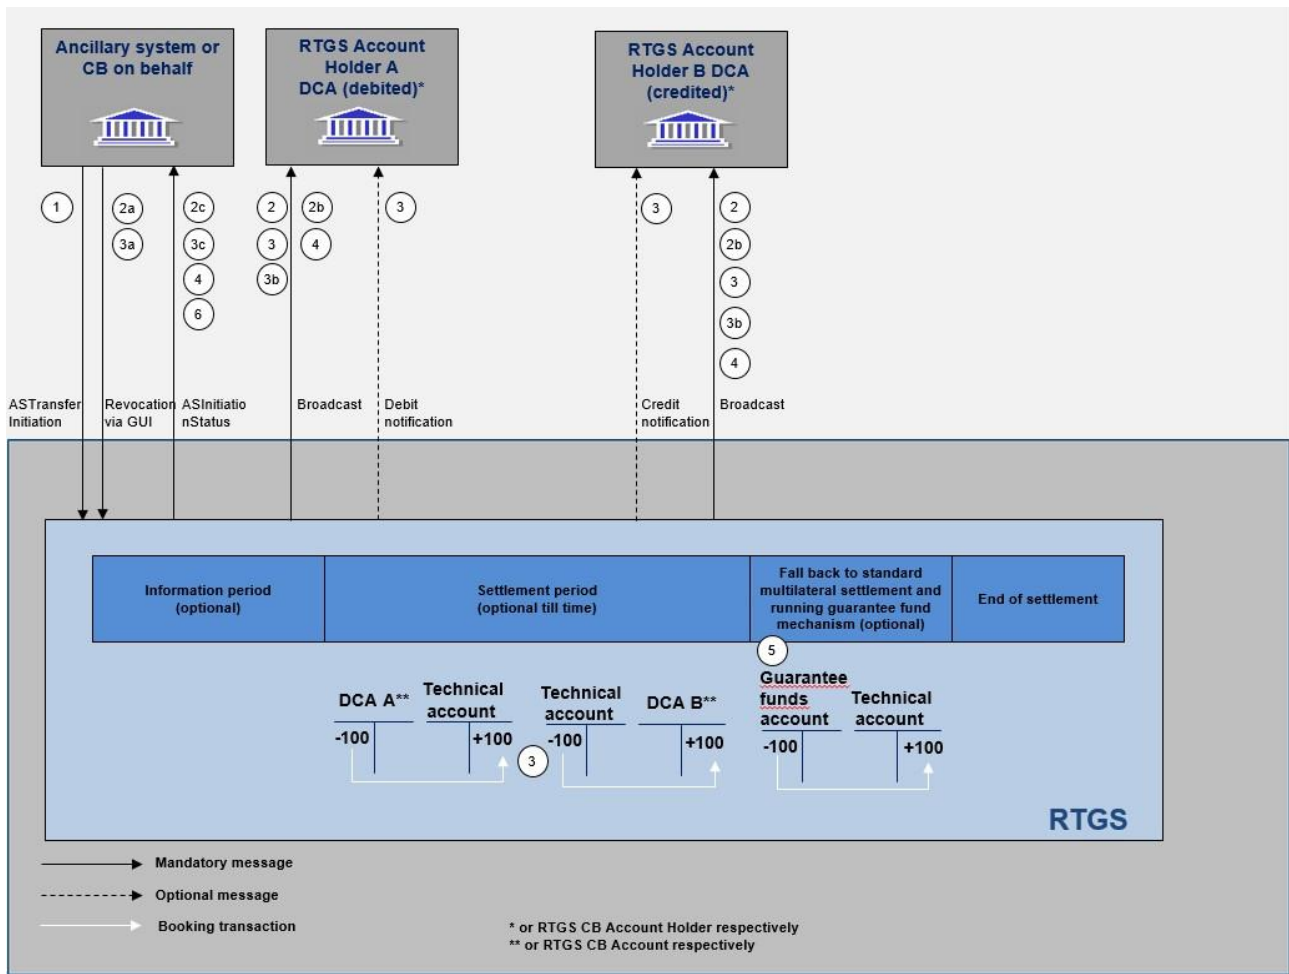 Ancillary system or
CB on behalf
RTGS Account
Holder A
DCA (debited)*
RTGS Account
Holder B DCA
(credited)*
1
2a
3a
2c
3c
4
6
2
3
3b
2b
4
3
3
2
2b
3
3b
4
ASTransfer
Initiation
Revocation
via GUI
ASInitiatio
nStatus
Broadcast
Debit
notification
Credit
notification
Broadcast
Information period
(optional)
Settlement period
(optional till time)
Fall back to standard
multilateral settlement and
running guarantee fund
mechanism (optional)
End of settlement
5
DCA A**
Technical
account
-100
+100
3
Technical
account
DCA B**
-100
+100
Guarantee
funds
account
Technical
account
-100
+100
RTGS
Mandatory message
Optional message
Booking transaction
* or RTGS CB Account Holder respectively
** or RTGS CB Account respectively